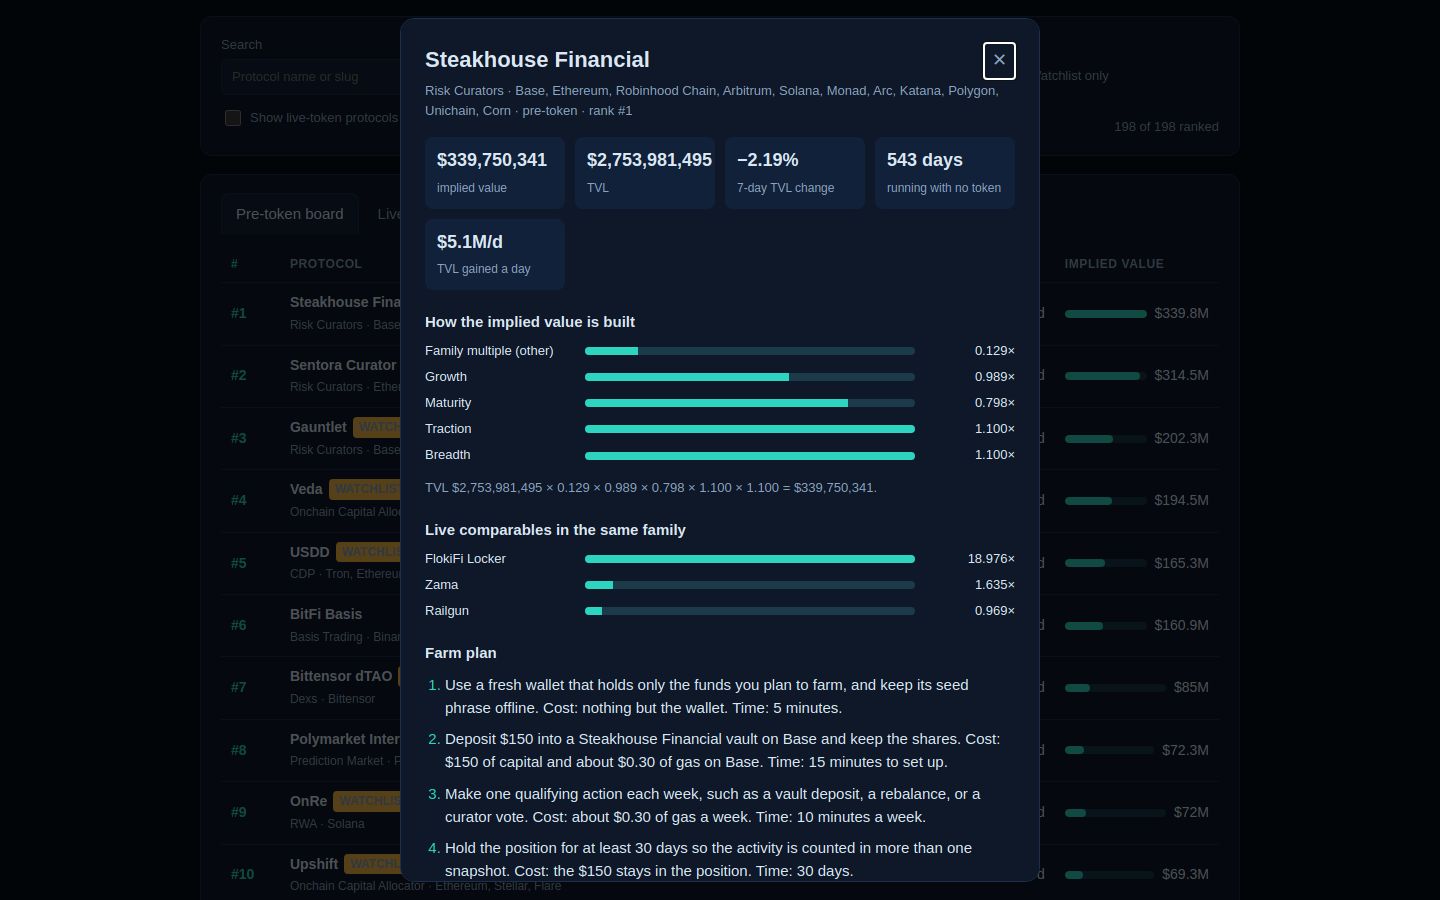 Search
Protocol name or slug
Watchlist only
Show live-token protocols
198 of 198 ranked
Steakhouse Financial
✕
Risk Curators · Base, Ethereum, Robinhood Chain, Arbitrum, Solana, Monad, Arc, Katana, Polygon,
Unichain, Corn · pre-token · rank #1
$339,750,341
implied value
$2,753,981,495
TVL
−2.19%
7-day TVL change
543 days
running with no token
$5.1M/d
TVL gained a day
How the implied value is built
Family multiple (other) 0.129×
Growth 0.989×
Maturity 0.798×
Traction 1.100×
Breadth 1.100×
TVL $2,753,981,495 × 0.129 × 0.989 × 0.798 × 1.100 × 1.100 = $339,750,341.
Live comparables in the same family
FlokiFi Locker 18.976×
Zama 1.635×
Railgun 0.969×
Farm plan
1. Use a fresh wallet that holds only the funds you plan to farm, and keep its seed
phrase offline. Cost: nothing but the wallet. Time: 5 minutes.
2. Deposit $150 into a Steakhouse Financial vault on Base and keep the shares. Cost:
$150 of capital and about $0.30 of gas on Base. Time: 15 minutes to set up.
3. Make one qualifying action each week, such as a vault deposit, a rebalance, or a
curator vote. Cost: about $0.30 of gas a week. Time: 10 minutes a week.
4. Hold the position for at least 30 days so the activity is counted in more than one
snapshot. Cost: the $150 stays in the position. Time: 30 days.
Pre-token board Live
# PROTOCOL IMPLIED VALUE
#1 Steakhouse Fina
Risk Curators · Base
d $339.8M
#2 Sentora Curator
Risk Curators · Ether
d $314.5M
#3 Gauntlet WATCH
Risk Curators · Base
d $202.3M
#4 Veda WATCHLIST
Onchain Capital Alloc
d $194.5M
#5 USDD WATCHLIS
CDP · Tron, Ethereu
d $165.3M
#6 BitFi Basis
Basis Trading · Binan
d $160.9M
#7 Bittensor dTAO
Dexs · Bittensor
d $85M
#8 Polymarket Inter
Prediction Market · P
d $72.3M
#9 OnRe WATCHLIS
RWA · Solana
d $72M
#10 Upshift WATCHL
Onchain Capital Allocator · Ethereum, Stellar, Flare
d $69.3M